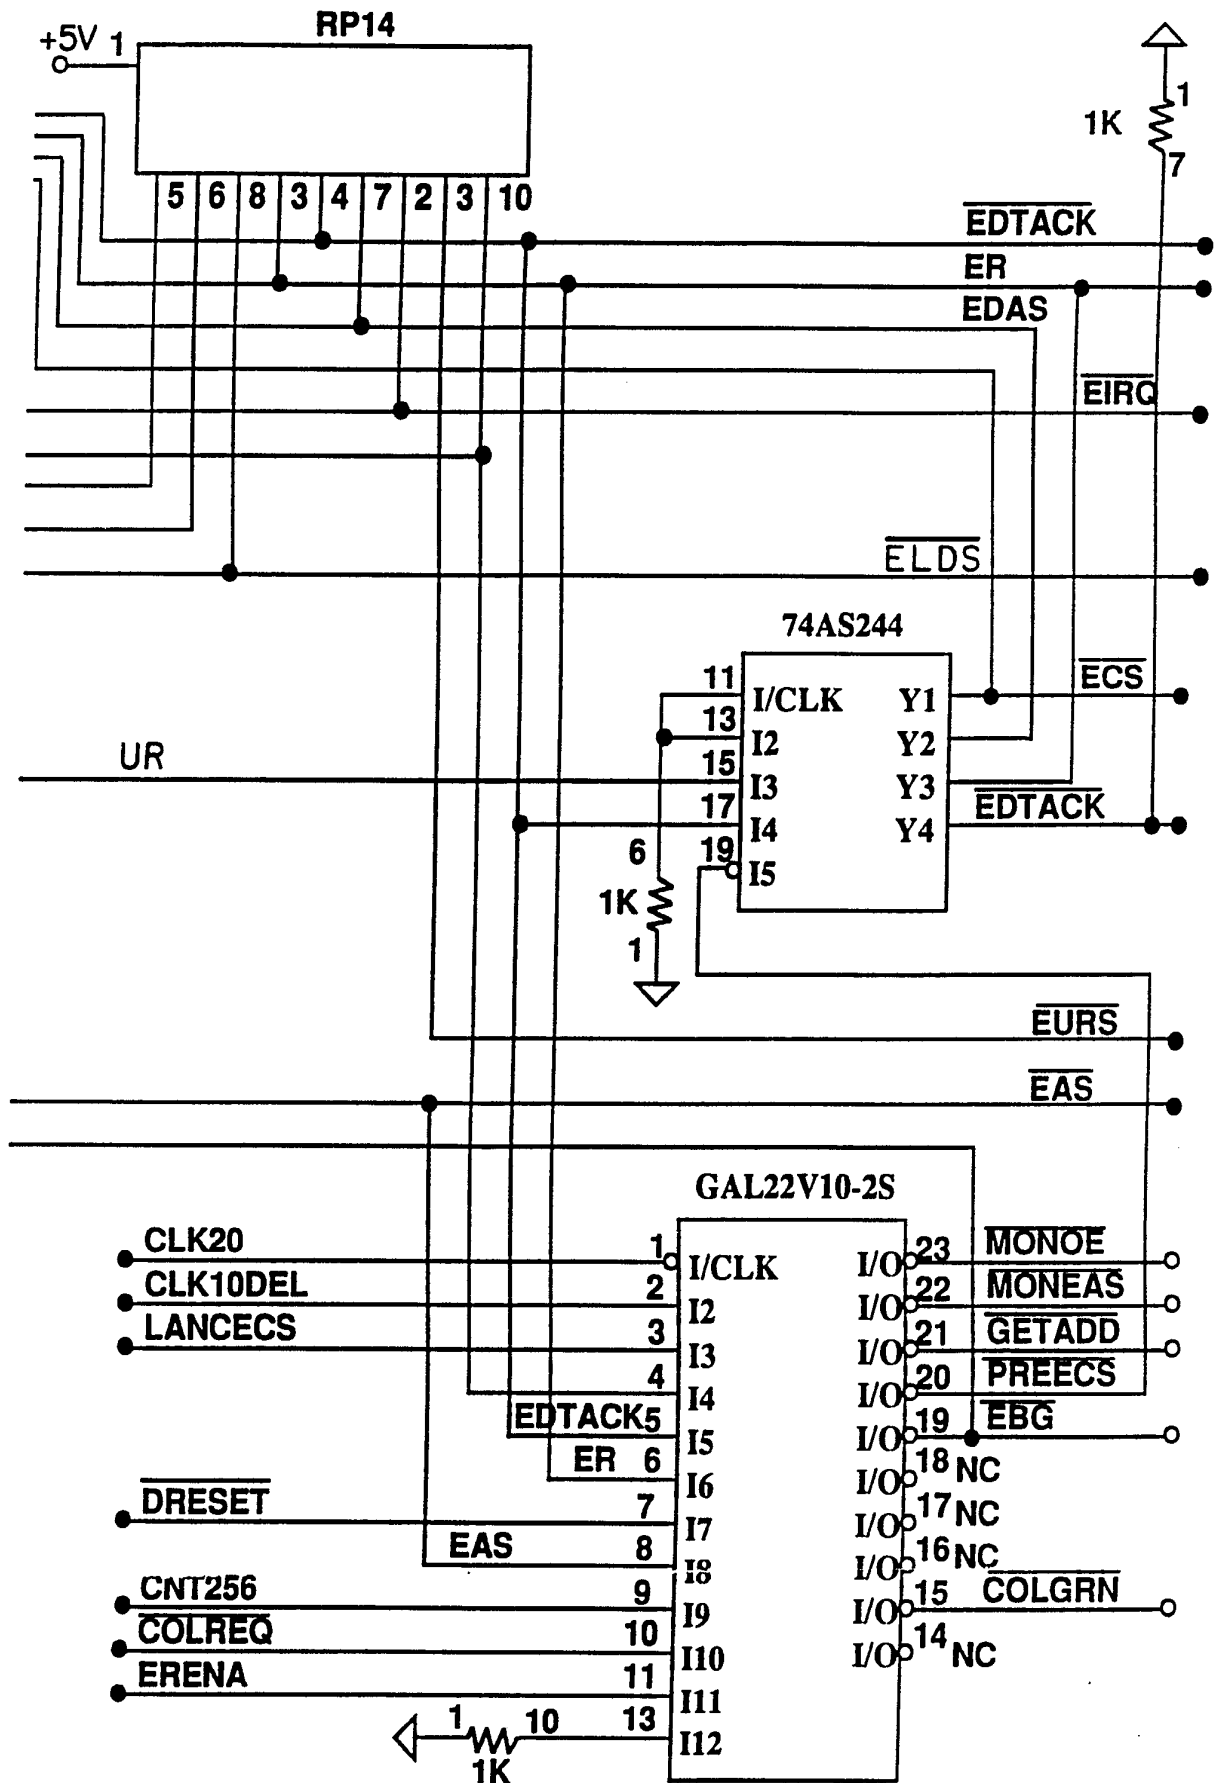 RP14
+5V 1
1
1K
7
5 6 8 3 4 7 2 3 10
EDTACK
ER
EDAS
EIRQ
ELDS
74AS244
11 I/CLK Y1 ECS
13 I2 Y2
UR 15 I3 Y3
17 I4 Y4 EDTACK
19 I5
6
1K
1
EURS
EAS
GAL22V10-2S
CLK20 1 I/CLK I/O 23 MONOE
CLK10DEL 2 I2 I/O 22 MONEAS
LANCECS 3 I3 I/O 21 GETADD
4 I4 I/O 20 PREECS
EDTACK 5 I5 I/O 19 EBG
ER 6 I6 I/O 18 NC
DRESET 7 I7 I/O 17 NC
EAS 8 I8 I/O 16 NC
CNT256 9 I9 I/O 15 COLGRN
COLREQ 10 I10 I/O 14 NC
ERENA 11 I11
1 10 13 I12
1K